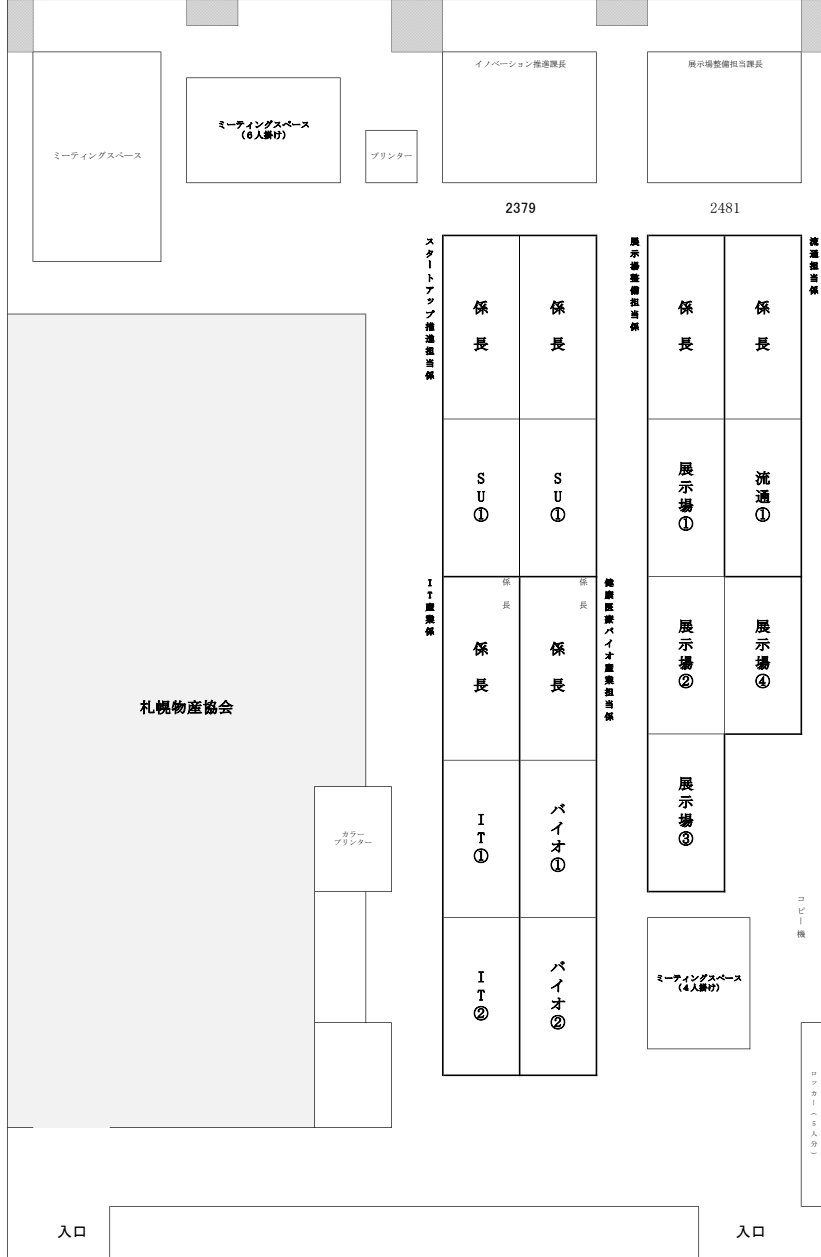 イノベーション推進課長
展示場整備担当課長
ミーティングスペース
(6人掛け)
ミーティングスペース
プリンター
2379
2481
スタートアップ推進担当係
展示場整備担当係
流通担当係
係長
係長
係長
係長
SU①
SU①
展示場①
流通①
IT産業係
係長
係長
健康医療バイオ産業担当係
係長
係長
展示場②
展示場④
札幌物産協会
展示場③
カラー
プリンター
IT①
バイオ①
コピー機
IT②
バイオ②
ミーティングスペース
(4人掛け)
ロッカー(5人分)
入口
入口